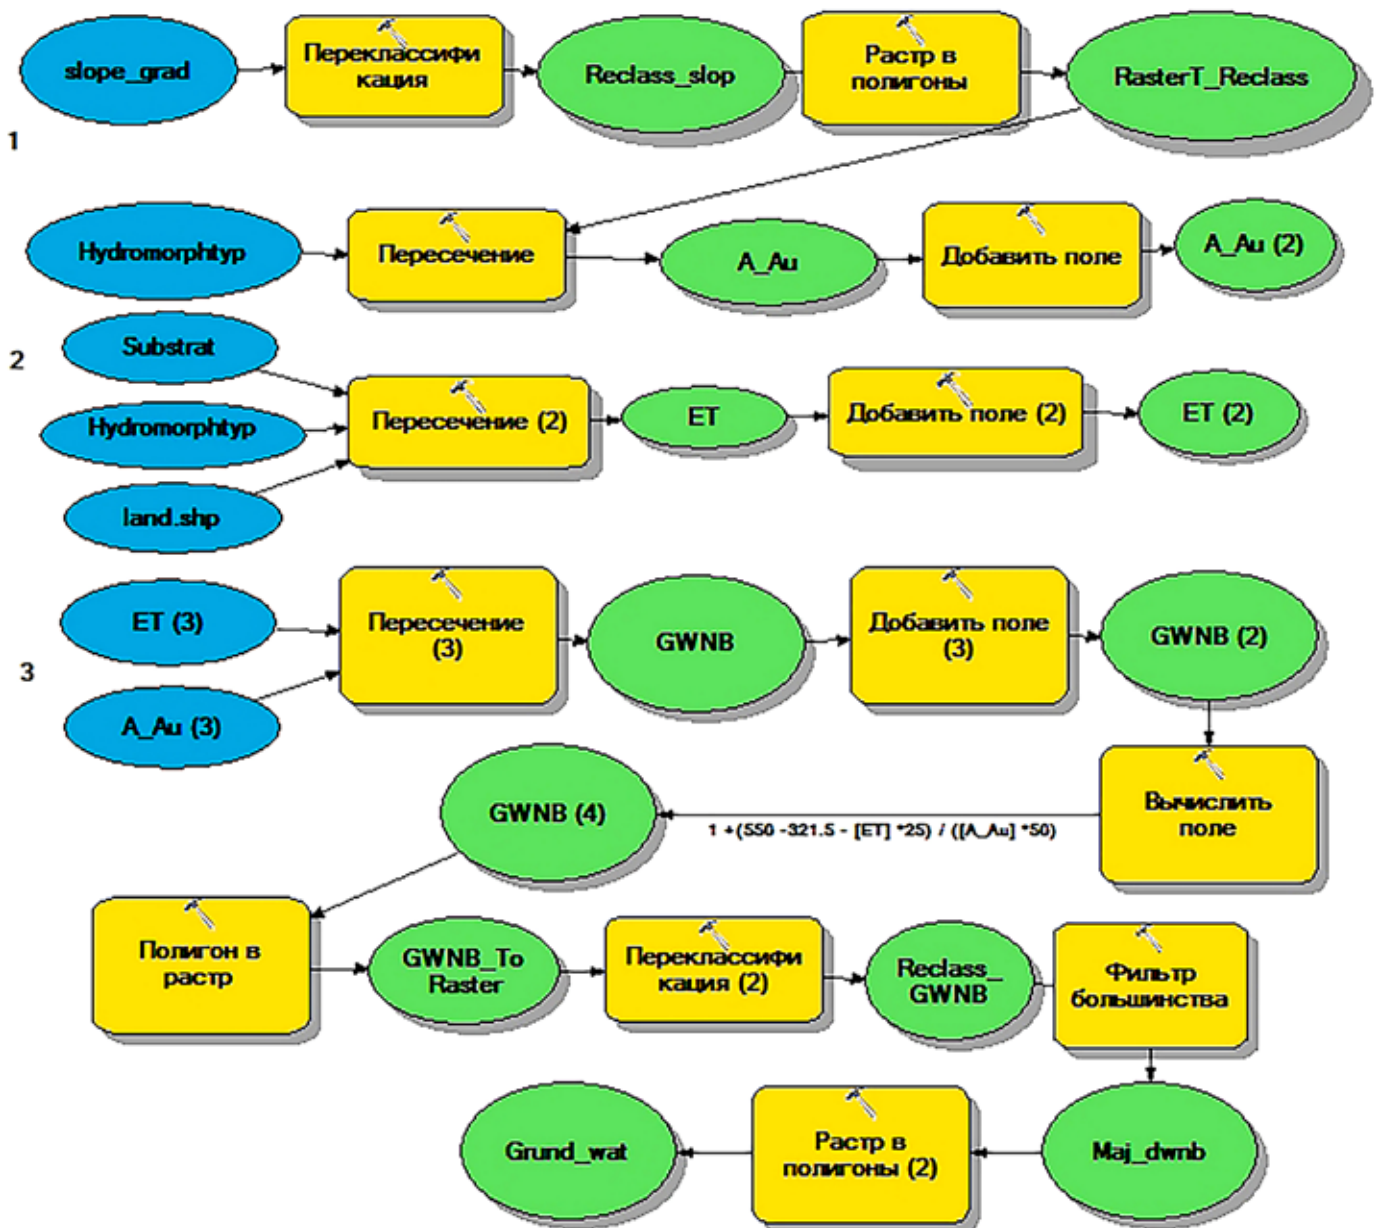 slope_grad
Переклассифи
кация
Reclass_slop
Растр в
полигоны
RasterT_Reclass
1
Hydromorphtyp
Пересечение
A_Au
Добавить поле
A_Au (2)
2
Substrat
Hydromorphtyp
land.shp
Пересечение (2)
ET
Добавить поле (2)
ET (2)
3
ET (3)
A_Au (3)
Пересечение
(3)
GWNB
Добавить поле
(3)
GWNB (2)
Вычислить
поле
1 +(550 -321.5 - [ET] *25) / ([A_Au] *50)
GWNB (4)
Полигон в
растр
GWNB_To
Raster
Переклассифи
кация (2)
Reclass_
GWNB
Фильтр
большинства
Maj_dwnb
Растр в
полигоны (2)
Grund_wat